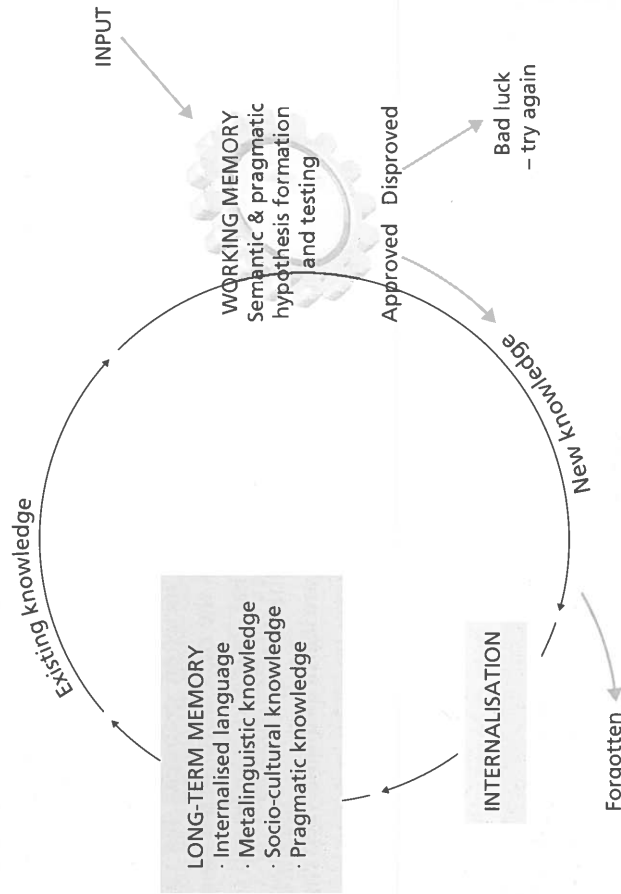 INPUT
WORKING MEMORY
Semantic & pragmatic
hypothesis formation
and testing
Approved
Disproved
Bad luck
– try again
New knowledge
Forgotten
INTERNALISATION
LONG-TERM MEMORY
· Internalised language
· Metalinguistic knowledge
· Socio-cultural knowledge
· Pragmatic knowledge
Existing knowledge